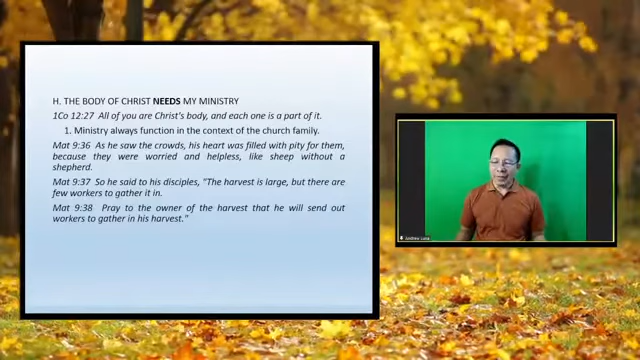 H. THE BODY OF CHRIST NEEDS MY MINISTRY
1Co 12:27 All of you are Christ's body, and each one is a part of it.
1. Ministry always function in the context of the church family.
Mat 9:36 As he saw the crowds, his heart was filled with pity for them,
because they were worried and helpless, like sheep without a
shepherd.
Mat 9:37 So he said to his disciples, "The harvest is large, but there are
few workers to gather it in.
Mat 9:38 Pray to the owner of the harvest that he will send out
workers to gather in his harvest."